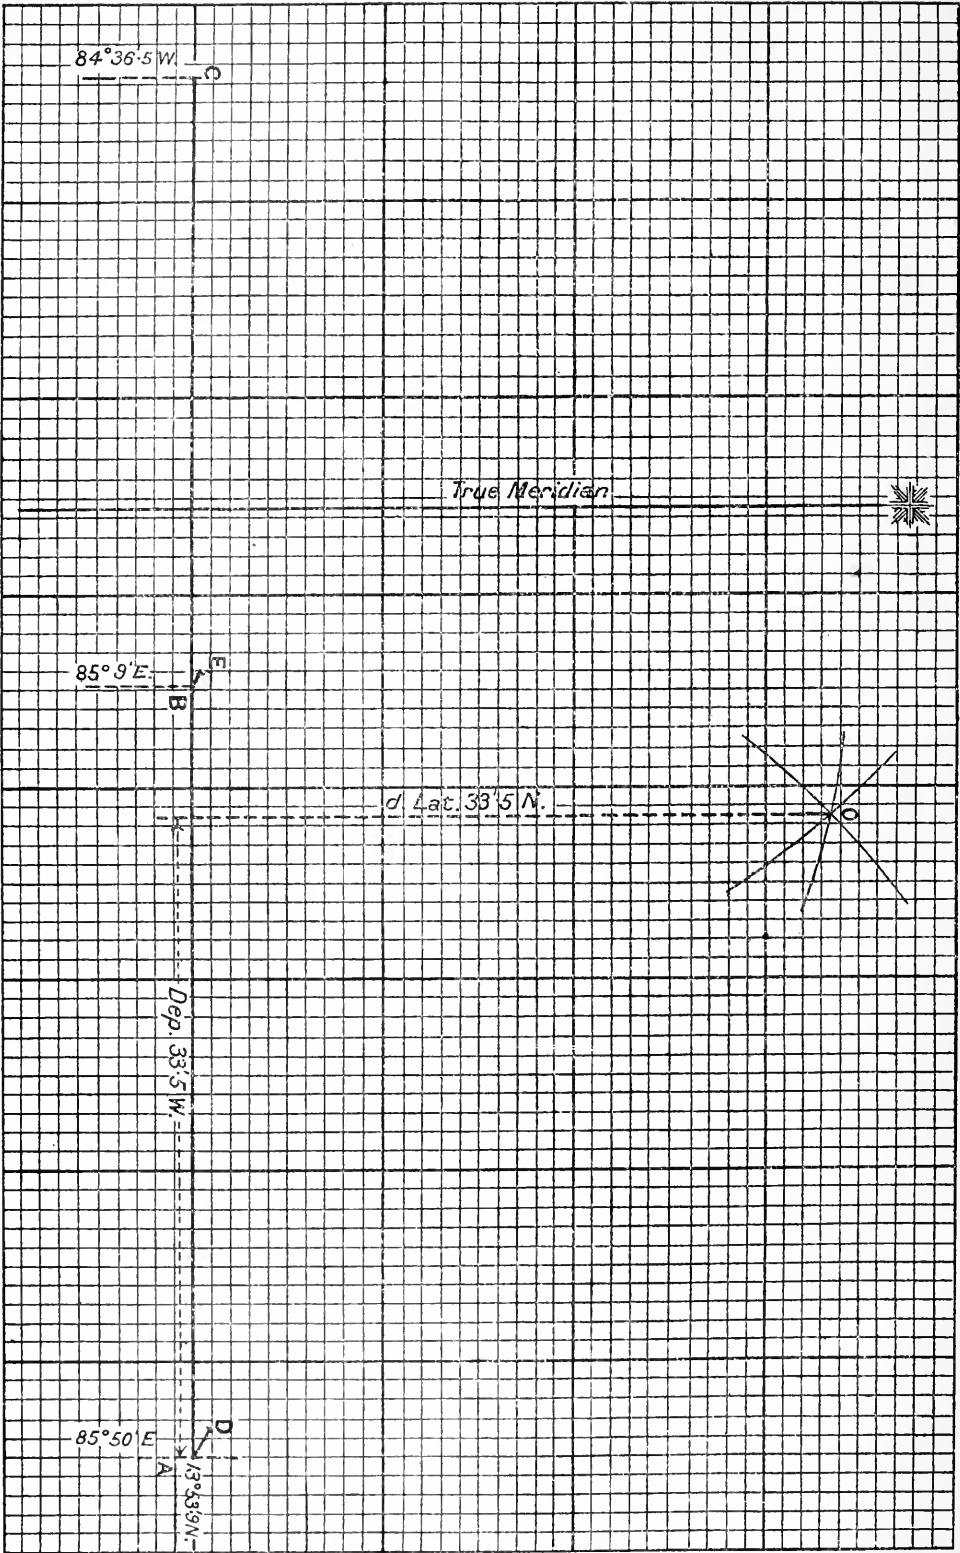 84°36·5 W.
C
True Meridian
85°9'E.
E
B
d Lat. 33'5 N.
O
Dep. 33'.5 W.
85°50' E
D
A
13°53'.9 N.